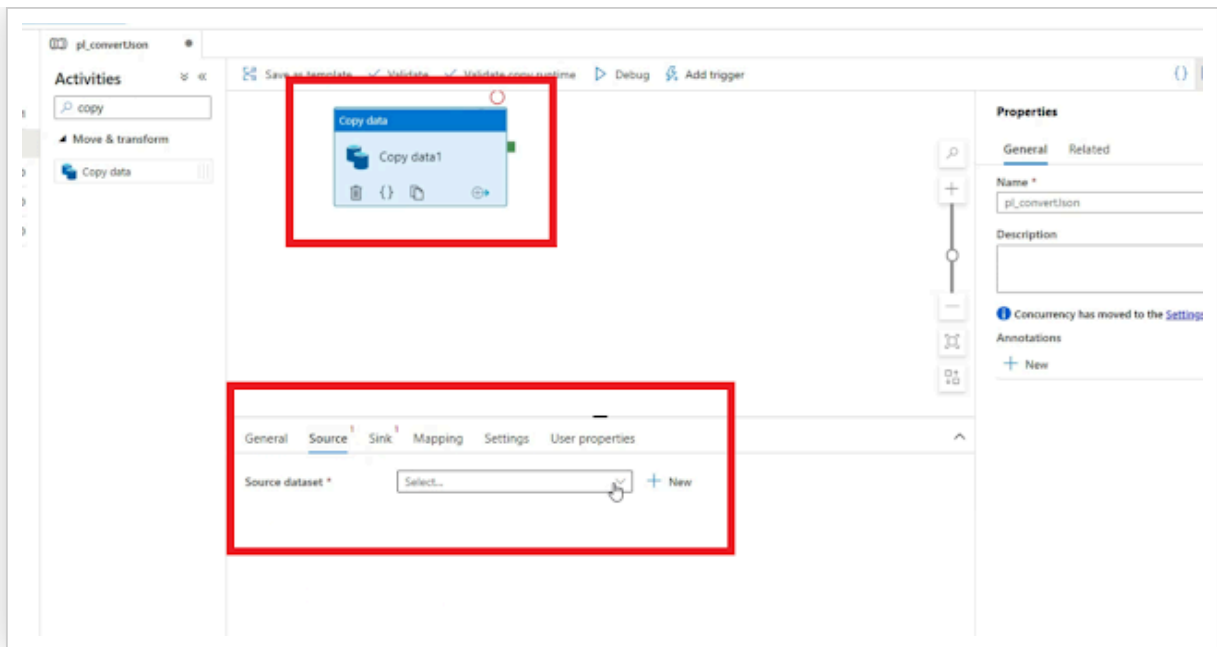 pl_convertJson
Activities
Save as template Validate Validate copy runtime Debug Add trigger {}
copy
Move & transform
Copy data
Copy data
Copy data1
{}
Properties
General Related
Name *
pl_convertJson
Description
Concurrency has moved to the Settings
Annotations
New
General Source 1 Sink 1 Mapping Settings User properties
Source dataset * Select... New